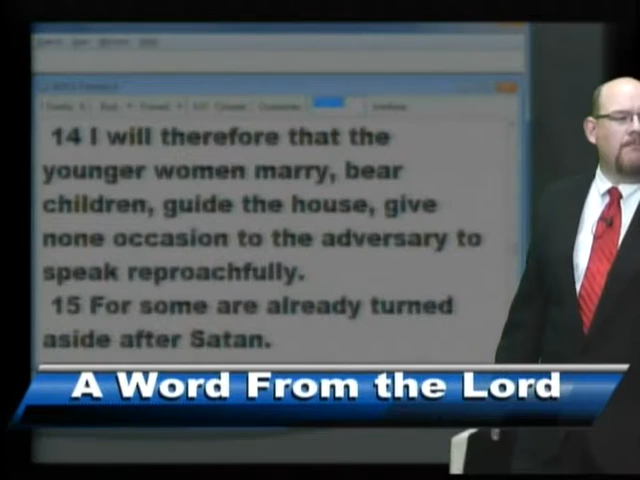 14 I will therefore that the
younger women marry, bear
children, guide the house, give
none occasion to the adversary to
speak reproachfully.
15 For some are already turned
aside after Satan.
A Word From the Lord